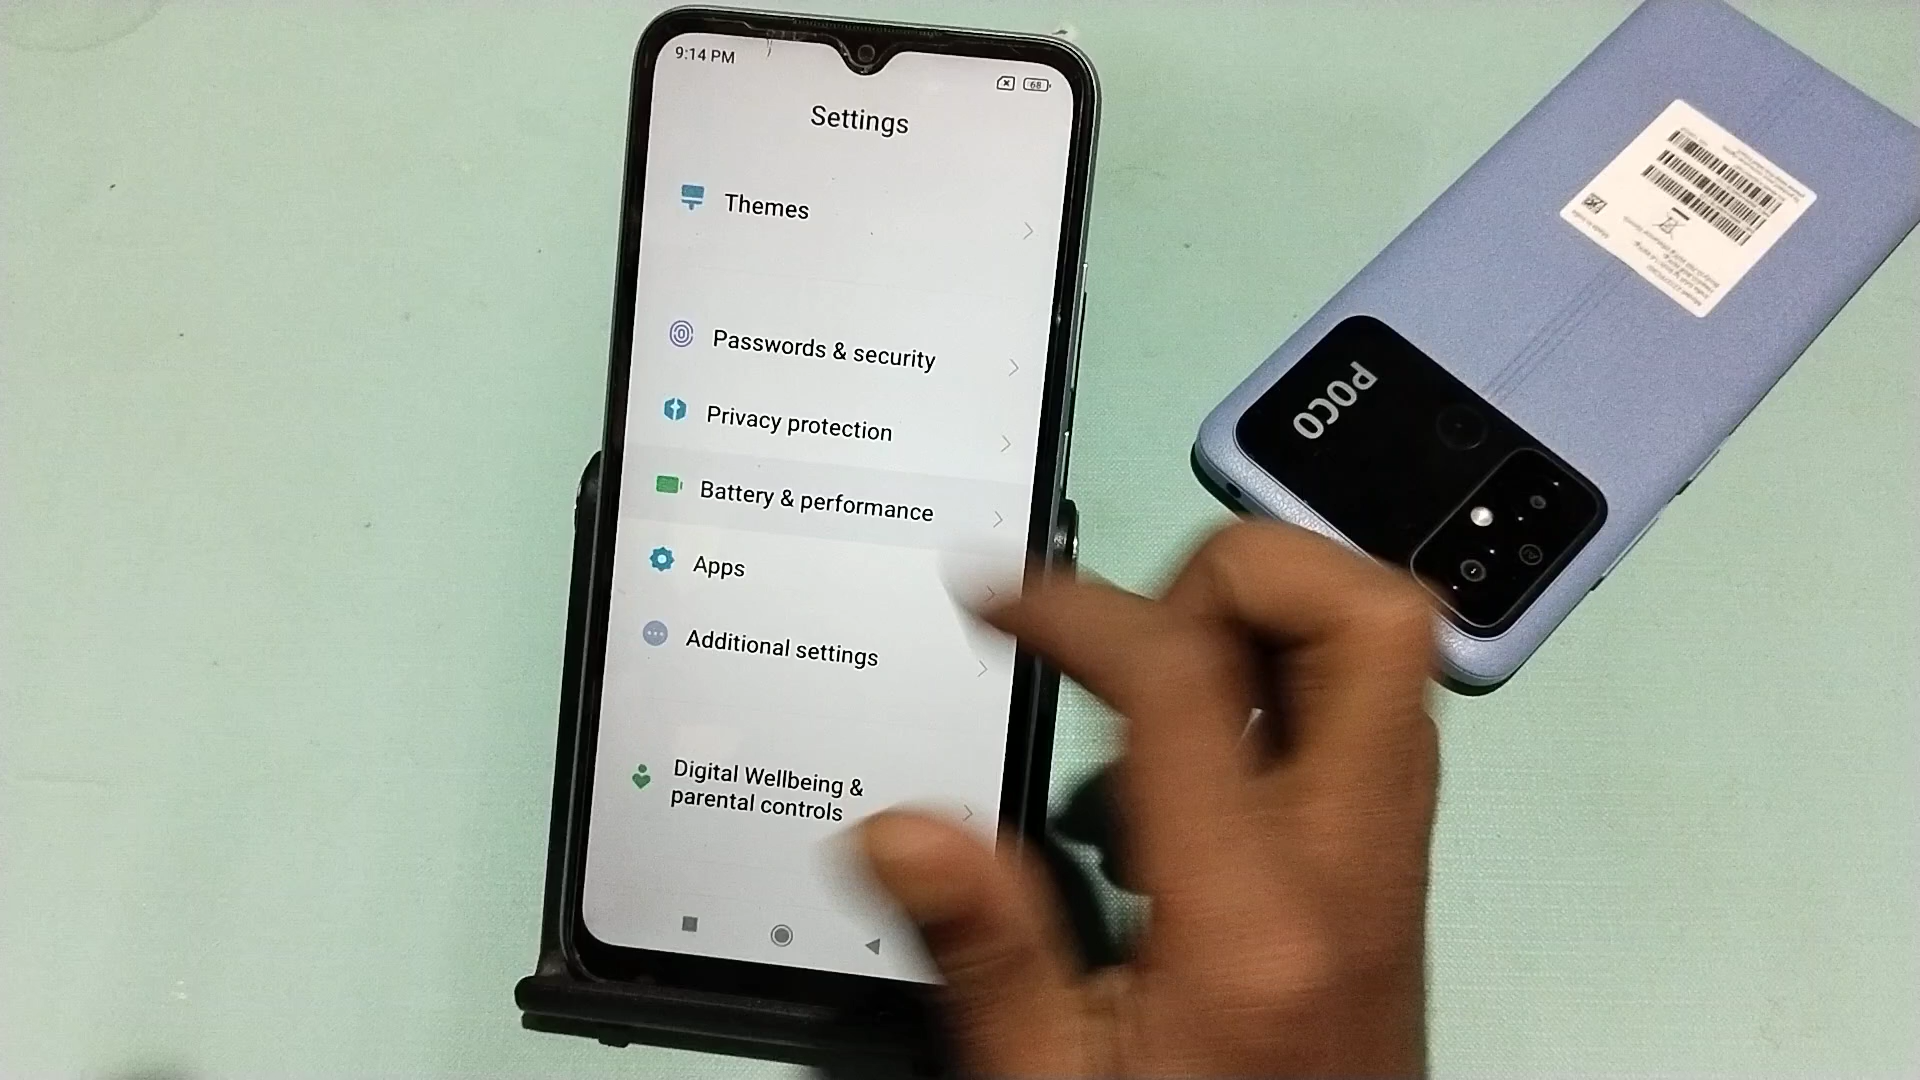 9:14 PM
68
Settings
Themes
Passwords & security
Privacy protection
Battery & performance
Apps
Additional settings
Digital Wellbeing &
parental controls
POCO